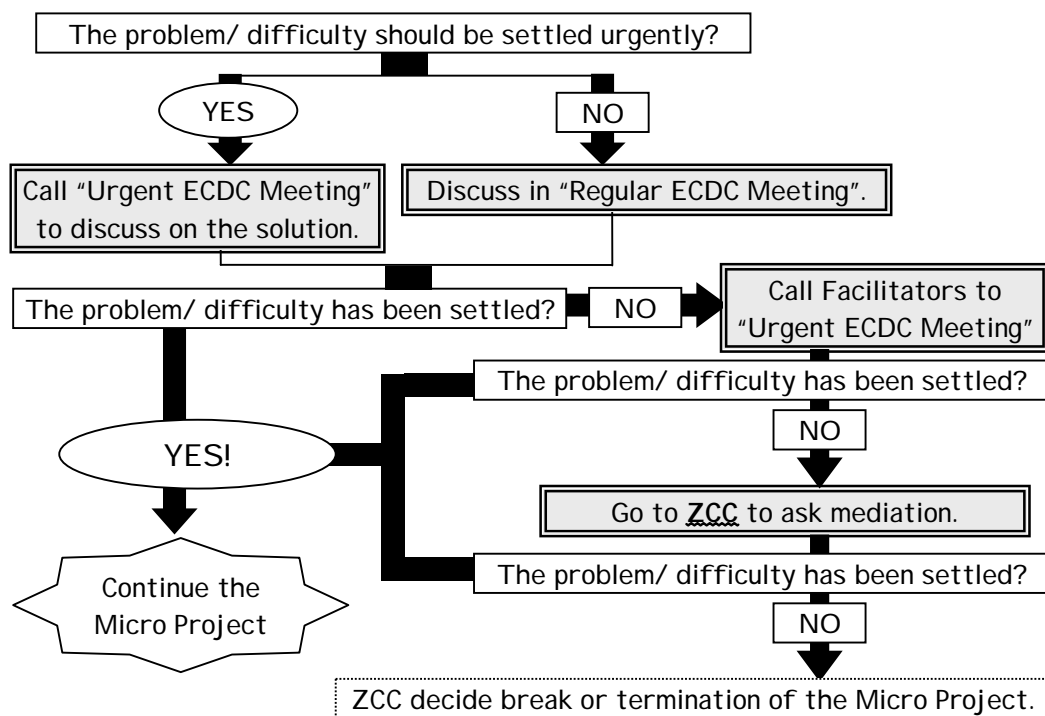 The problem/ difficulty should be settled urgently?
YES
NO
Call “Urgent ECDC Meeting”
to discuss on the solution.
Discuss in “Regular ECDC Meeting”.
The problem/ difficulty has been settled?
NO
Call Facilitators to
“Urgent ECDC Meeting”
The problem/ difficulty has been settled?
NO
YES!
Go to ZCC to ask mediation.
The problem/ difficulty has been settled?
Continue the
Micro Project
NO
ZCC decide break or termination of the Micro Project.